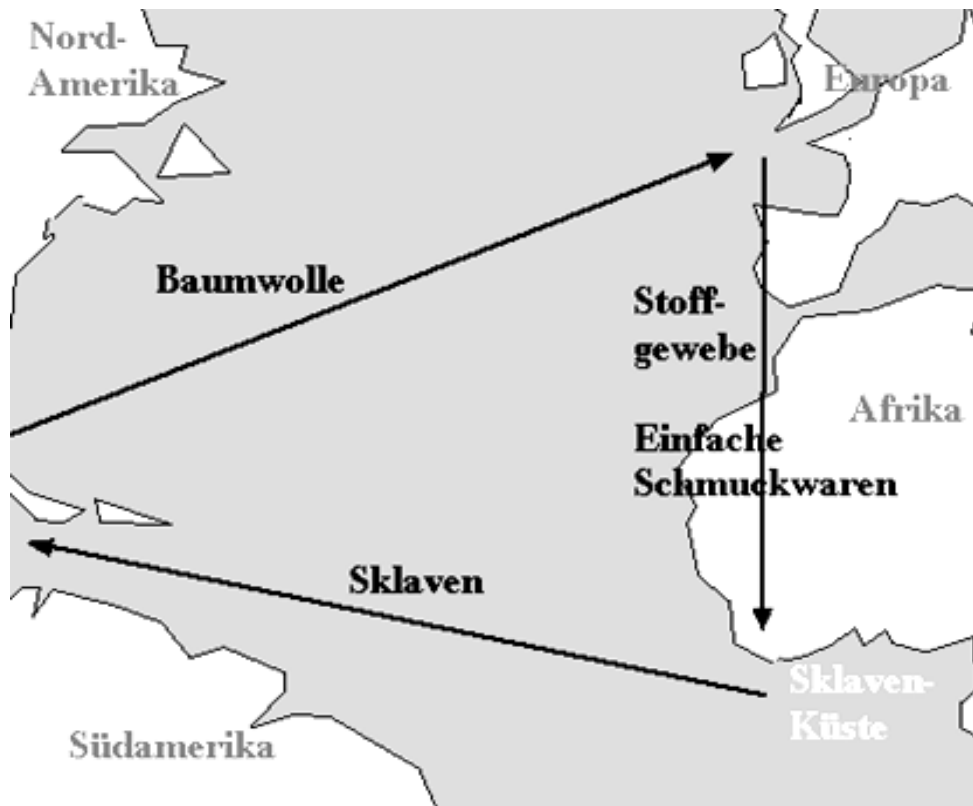 Nord-
Amerika
Europa
Baumwolle
Stoff-
gewebe
Afrika
Einfache
Schmuckwaren
Sklaven
Sklaven-
Küste
Südamerika